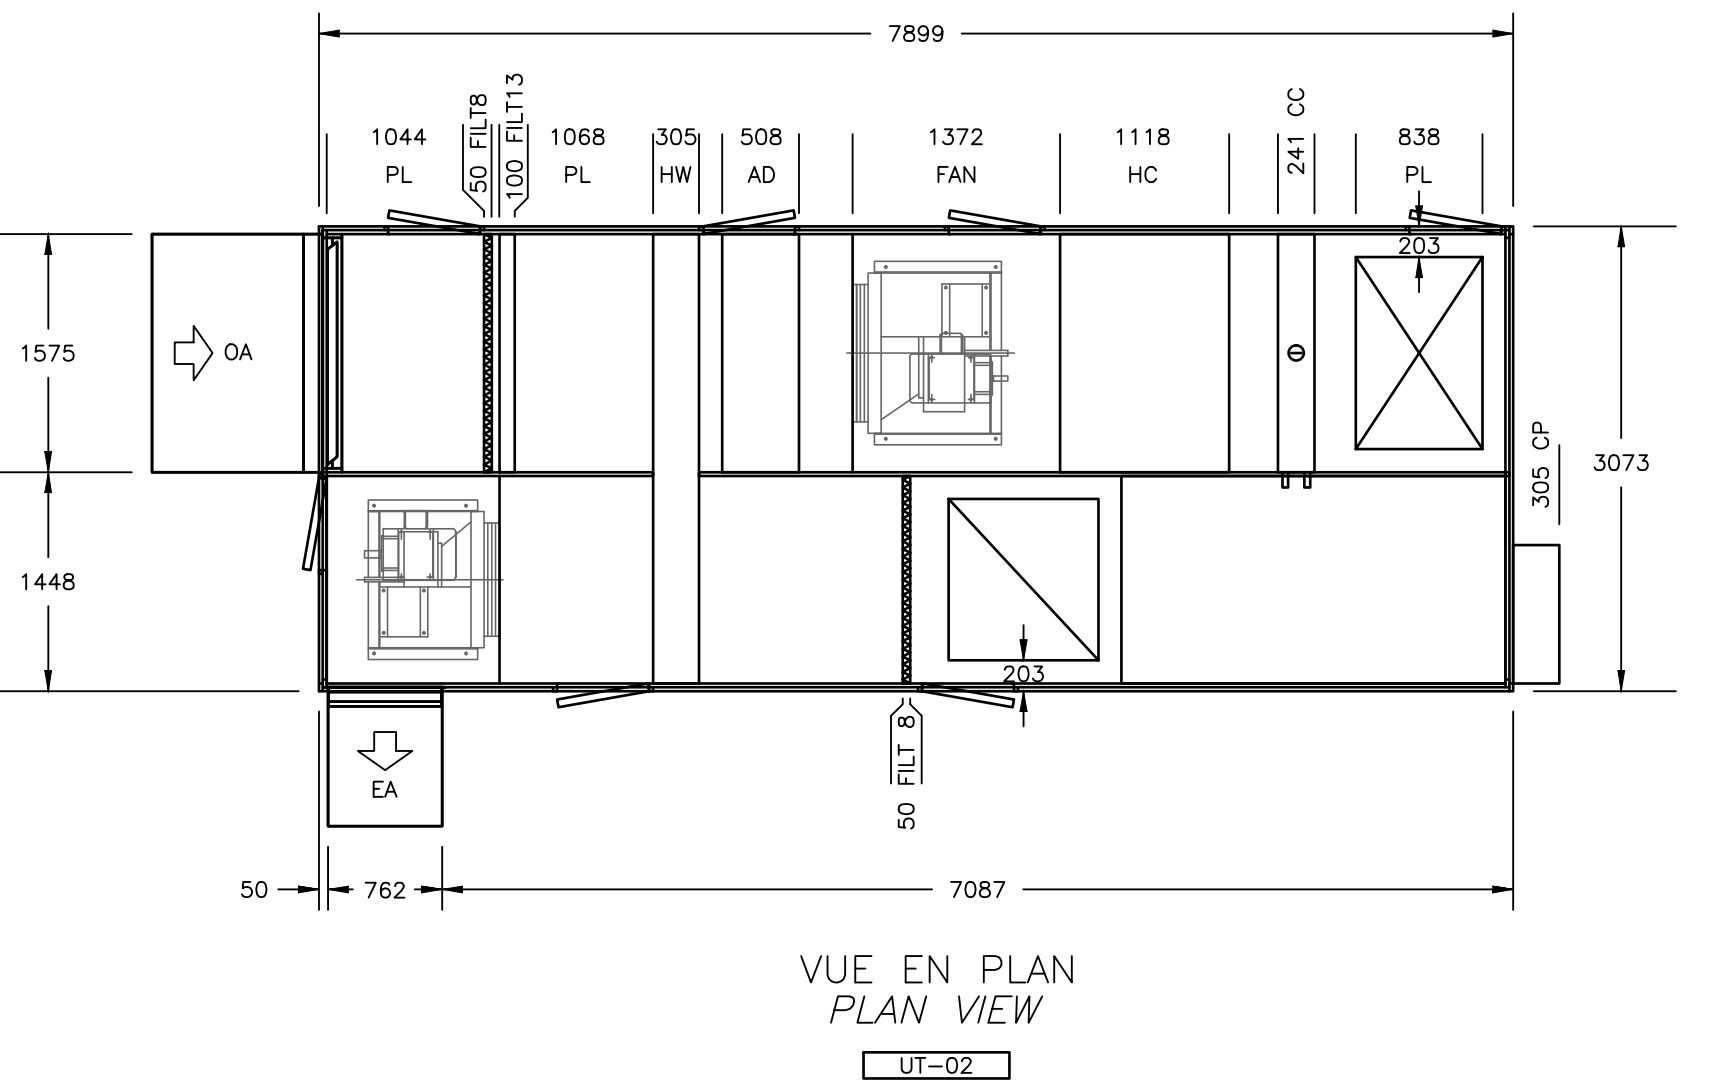 7899
50 FILT8
100 FILT13
241 CC
1044
1068
305
508
1372
1118
838
PL
PL
HW
AD
FAN
HC
PL
203
1575
OA
305 CP
3073
1448
203
50 FILT 8
EA
50
762
7087
VUE EN PLAN
PLAN VIEW
UT-02